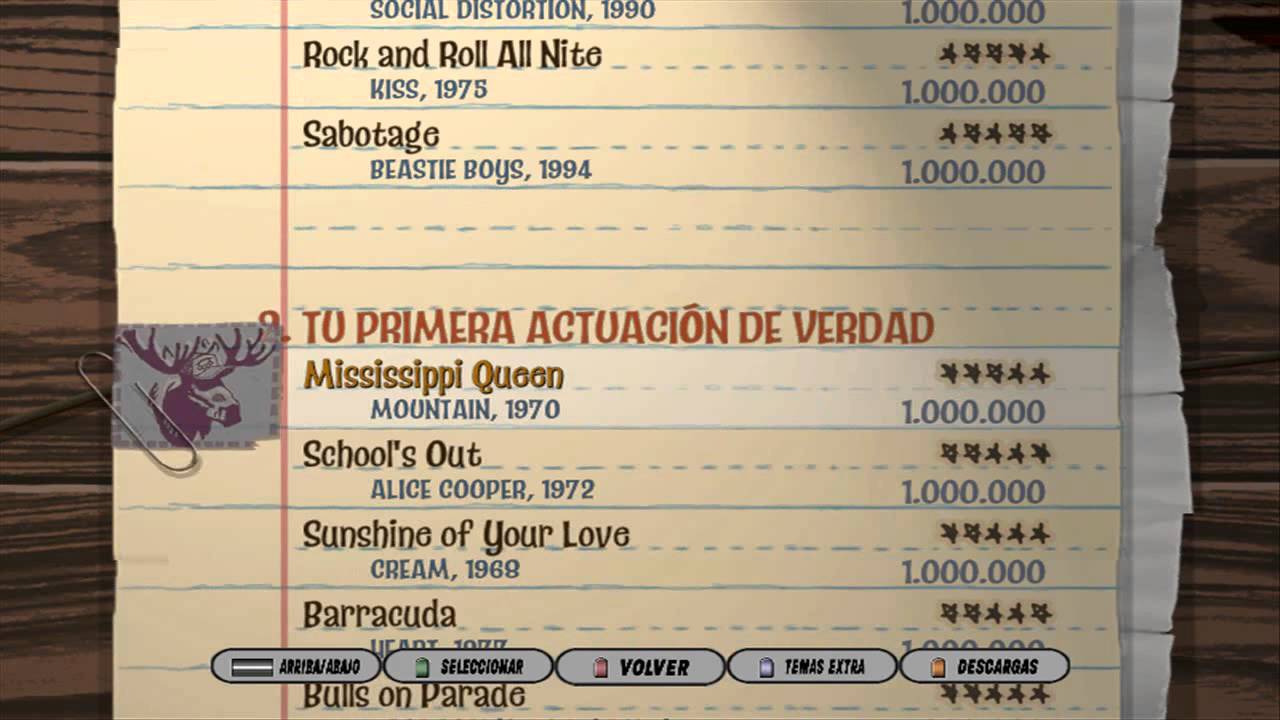 SOCIAL DISTORTION, 1990 1.000.000
Rock and Roll All Nite
KISS, 1975 1.000.000
Sabotage
BEASTIE BOYS, 1994 1.000.000
2. TU PRIMERA ACTUACIÓN DE VERDAD
Mississippi Queen
MOUNTAIN, 1970 1.000.000
School's Out
ALICE COOPER, 1972 1.000.000
Sunshine of Your Love
CREAM, 1968 1.000.000
Barracuda
HEART, 1977 1.000.000
ARRIBA/ABAJO SELECCIONAR VOLVER TEMAS EXTRA DESCARGAS
Bulls on Parade